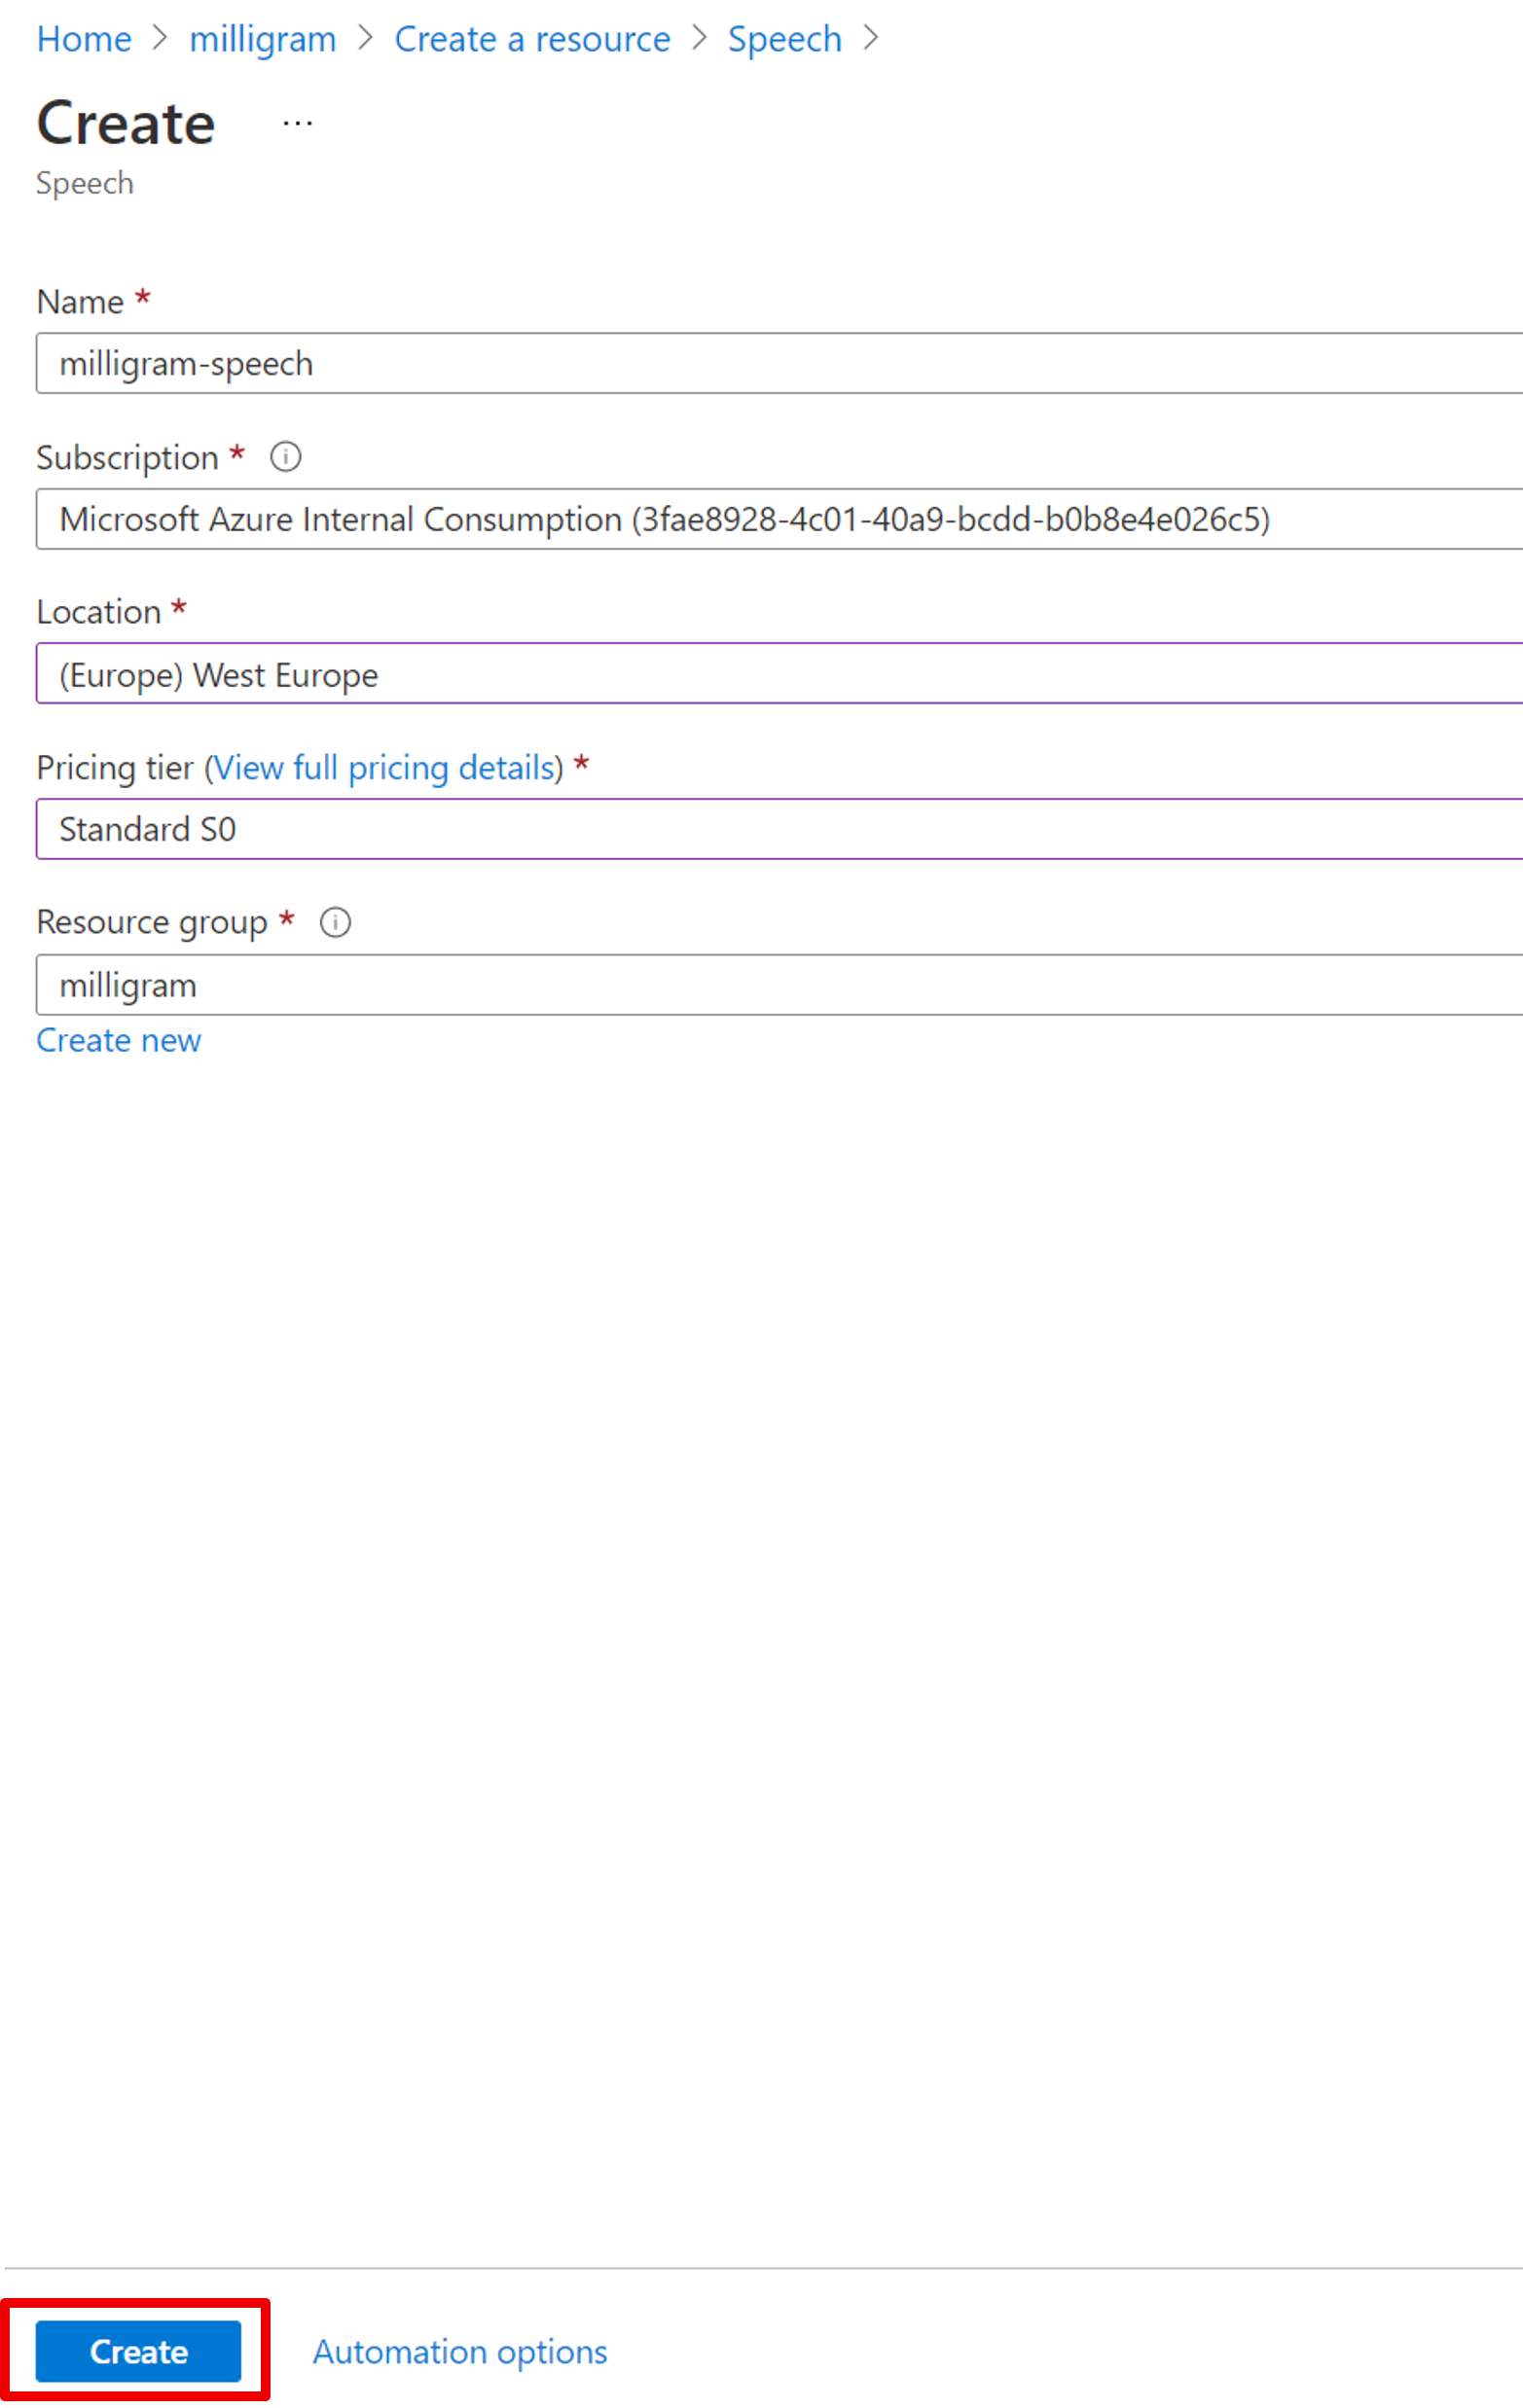 Home > milligram > Create a resource > Speech >
Create ...
Speech
Name *
milligram-speech
Subscription *
Microsoft Azure Internal Consumption (3fae8928-4c01-40a9-bcdd-b0b8e4e026c5)
Location *
(Europe) West Europe
Pricing tier (View full pricing details) *
Standard S0
Resource group *
milligram
Create new
Create Automation options